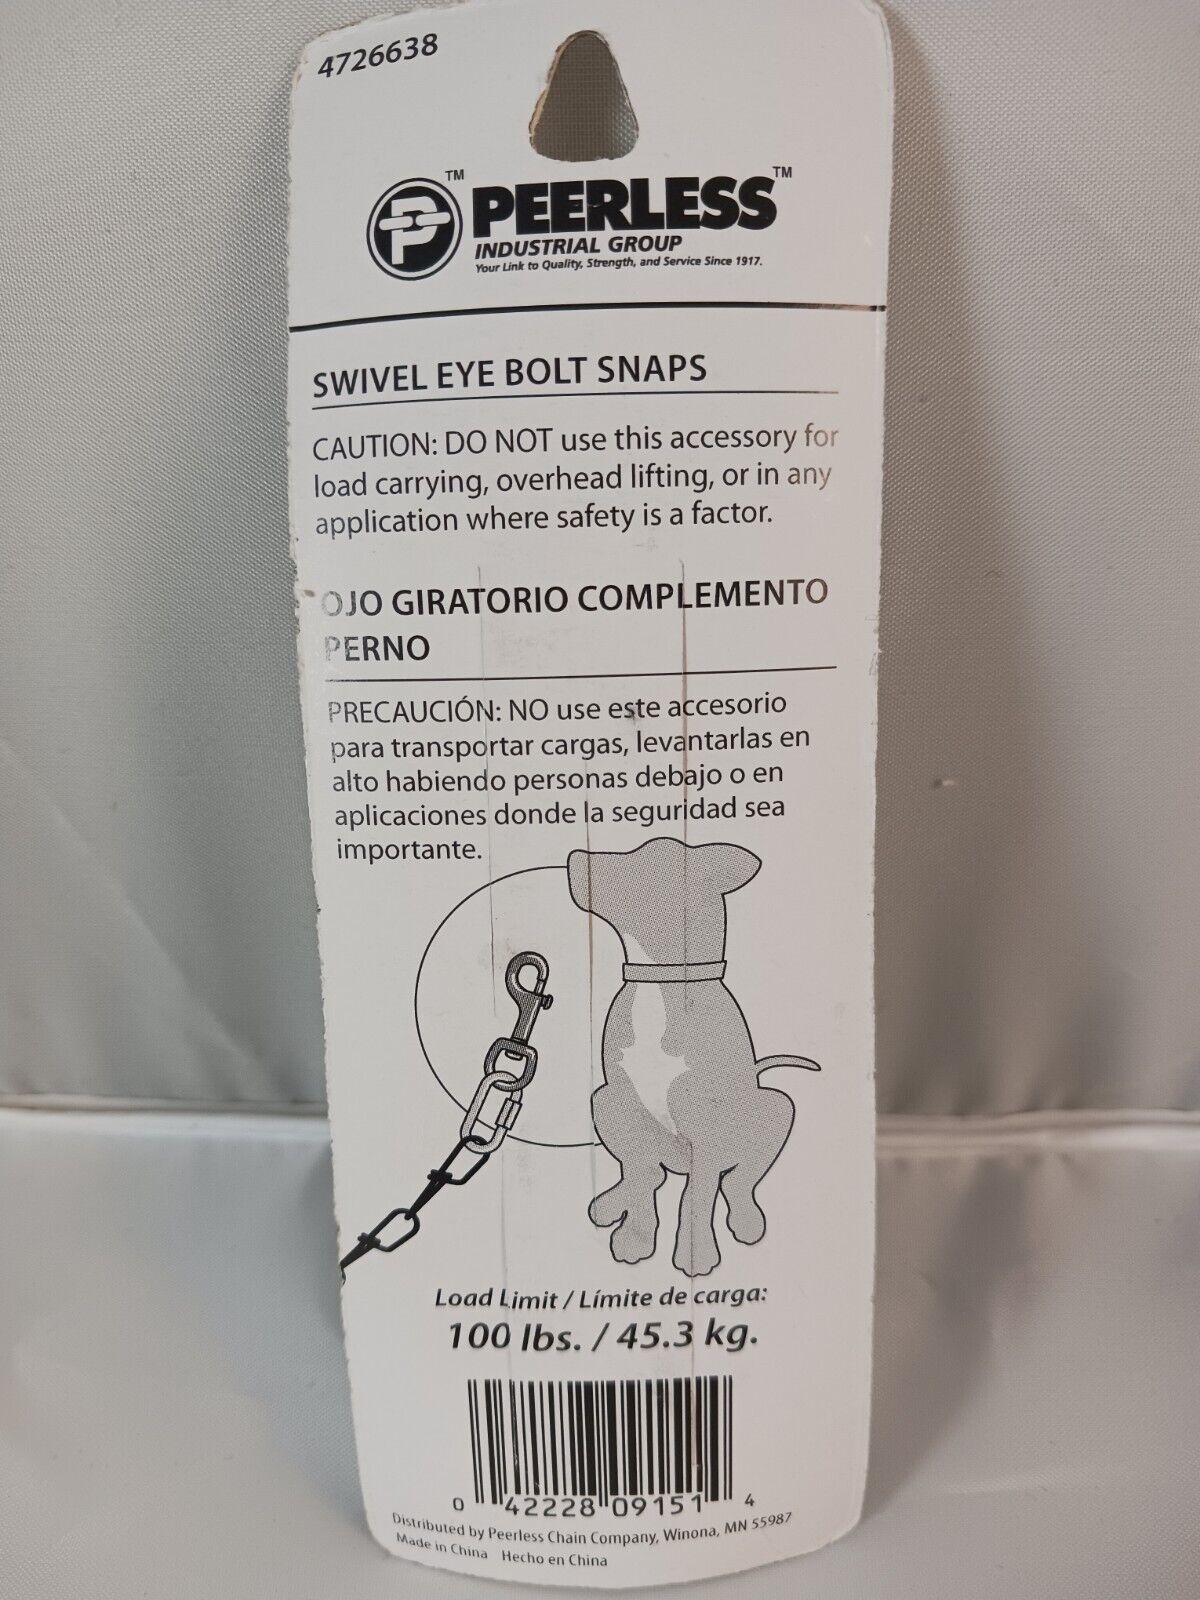 4726638
TM
PEERLESS TM
INDUSTRIAL GROUP
Your Link to Quality, Strength, and Service Since 1917.
SWIVEL EYE BOLT SNAPS
CAUTION: DO NOT use this accessory for
load carrying, overhead lifting, or in any
application where safety is a factor.
OJO GIRATORIO COMPLEMENTO
PERNO
PRECAUCIÓN: NO use este accesorio
para transportar cargas, levantarlas en
alto habiendo personas debajo o en
aplicaciones donde la seguridad sea
importante.
Load Limit / Límite de carga:
100 lbs. / 45.3 kg.
0 42228 09151 4
Distributed by Peerless Chain Company, Winona, MN 55987
Made in China Hecho en China